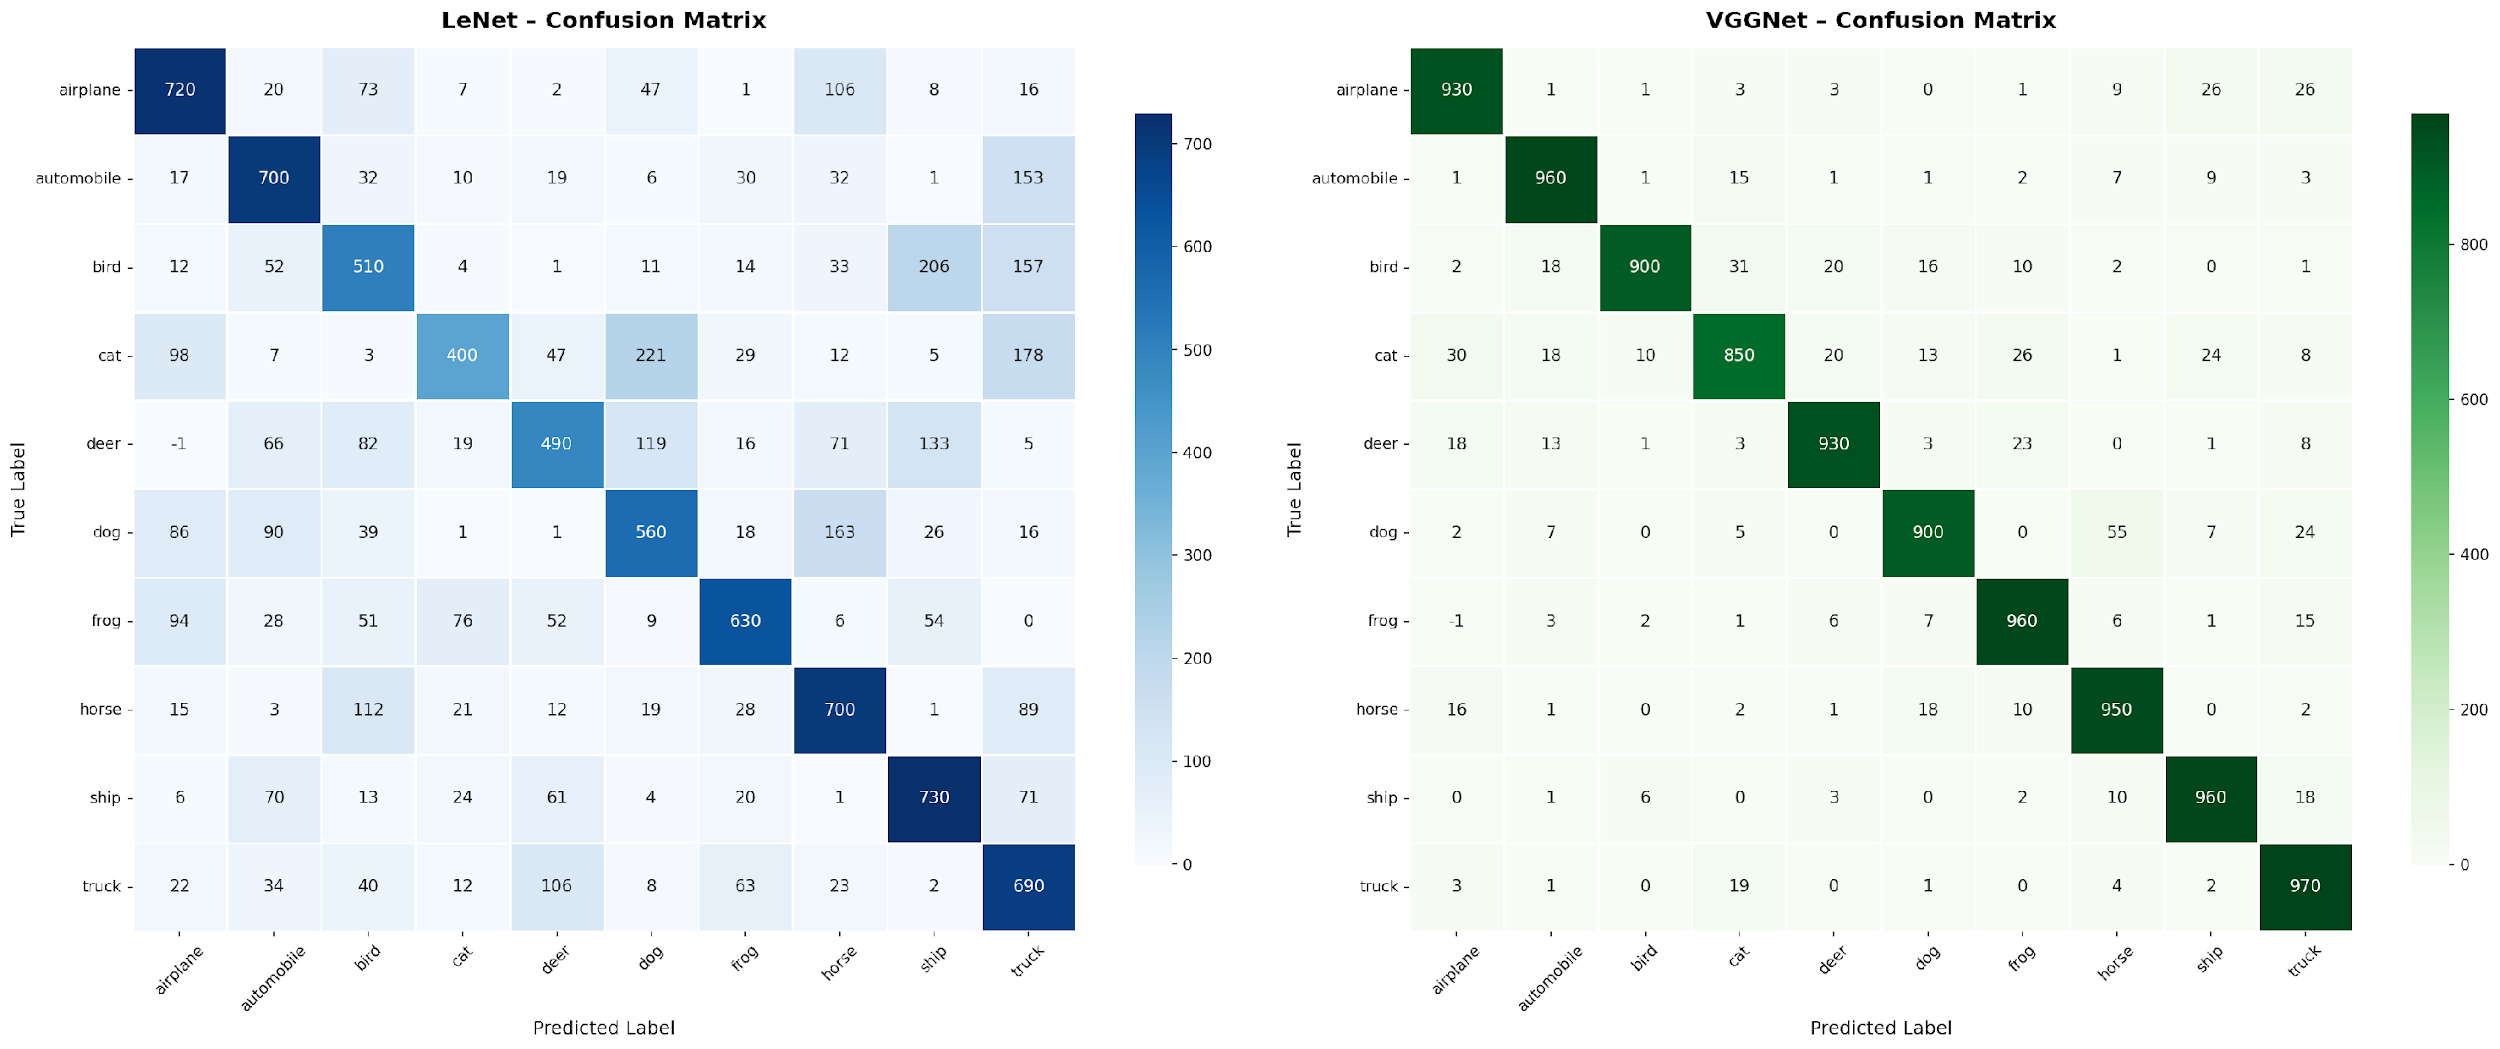 LeNet – Confusion Matrix
airplane 720 20 73 7 2 47 1 106 8 16
automobile 17 700 32 10 19 6 30 32 1 153
bird 12 52 510 4 1 11 14 33 206 157
cat 98 7 3 400 47 221 29 12 5 178
deer -1 66 82 19 490 119 16 71 133 5
dog 86 90 39 1 1 560 18 163 26 16
frog 94 28 51 76 52 9 630 6 54 0
horse 15 3 112 21 12 19 28 700 1 89
ship 6 70 13 24 61 4 20 1 730 71
truck 22 34 40 12 106 8 63 23 2 690
airplane automobile bird cat deer dog frog horse ship truck
True Label
Predicted Label
700
600
500
400
300
200
100
0
VGGNet – Confusion Matrix
airplane 930 1 1 3 3 0 1 9 26 26
automobile 1 960 1 15 1 1 2 7 9 3
bird 2 18 900 31 20 16 10 2 0 1
cat 30 18 10 850 20 13 26 1 24 8
deer 18 13 1 3 930 3 23 0 1 8
dog 2 7 0 5 0 900 0 55 7 24
frog -1 3 2 1 6 7 960 6 1 15
horse 16 1 0 2 1 18 10 950 0 2
ship 0 1 6 0 3 0 2 10 960 18
truck 3 1 0 19 0 1 0 4 2 970
airplane automobile bird cat deer dog frog horse ship truck
True Label
Predicted Label
800
600
400
200
0